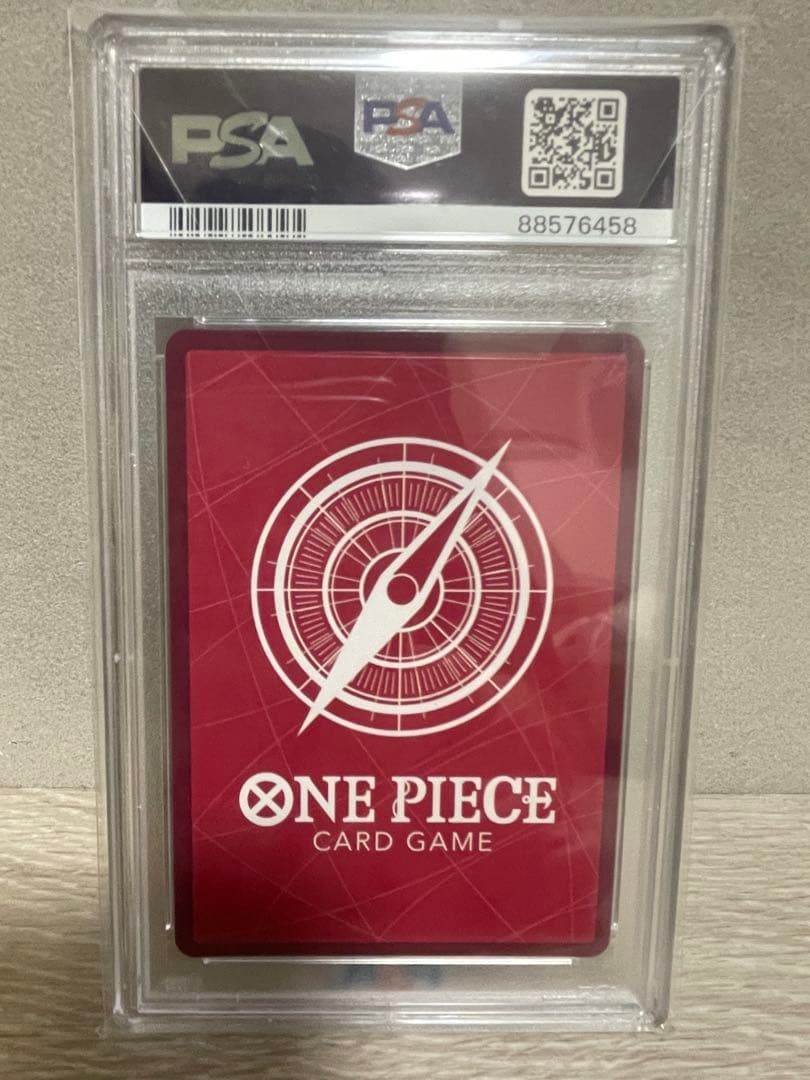 PSA
PSA
88576458
ONE PIECE
CARD GAME